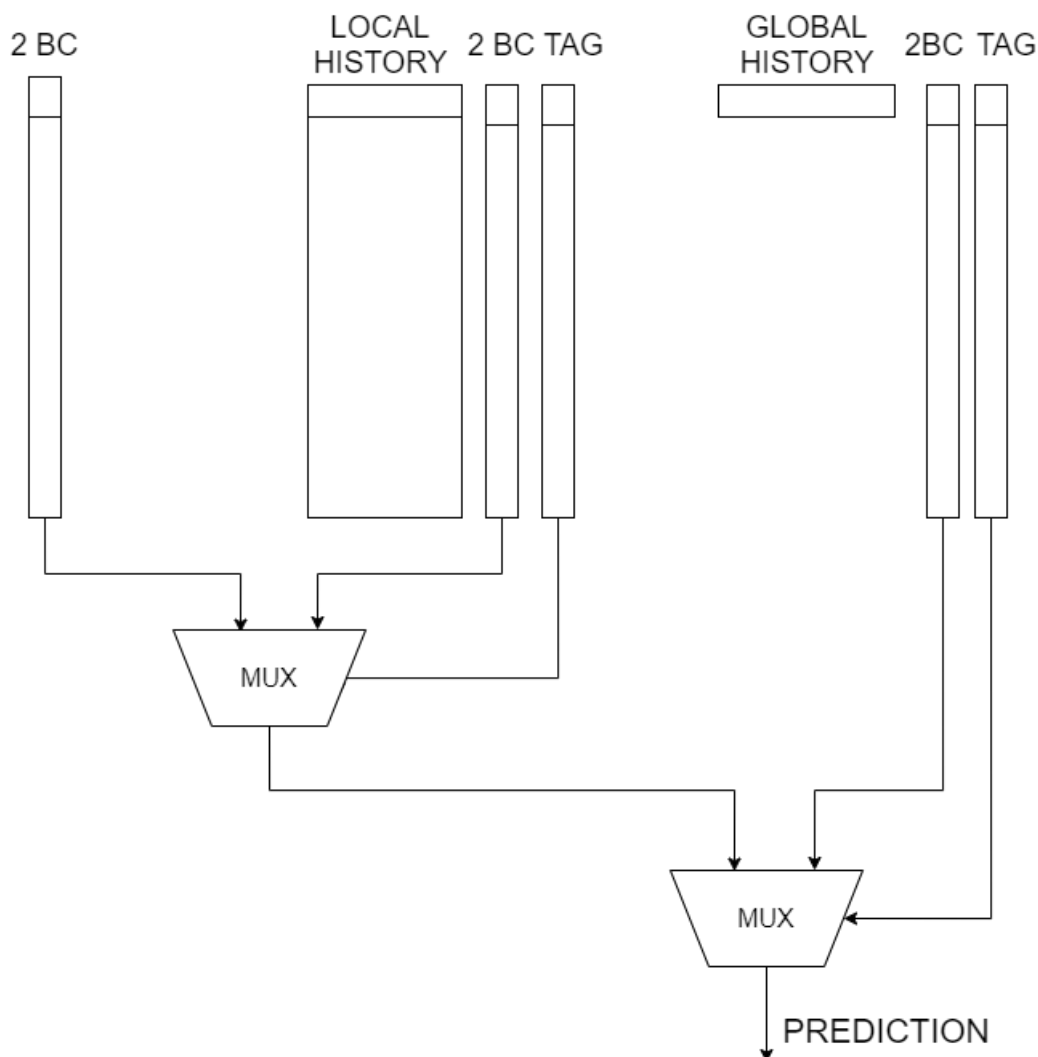 2 BC
LOCAL
HISTORY
2 BC TAG
GLOBAL
HISTORY
2BC TAG
MUX
MUX
PREDICTION